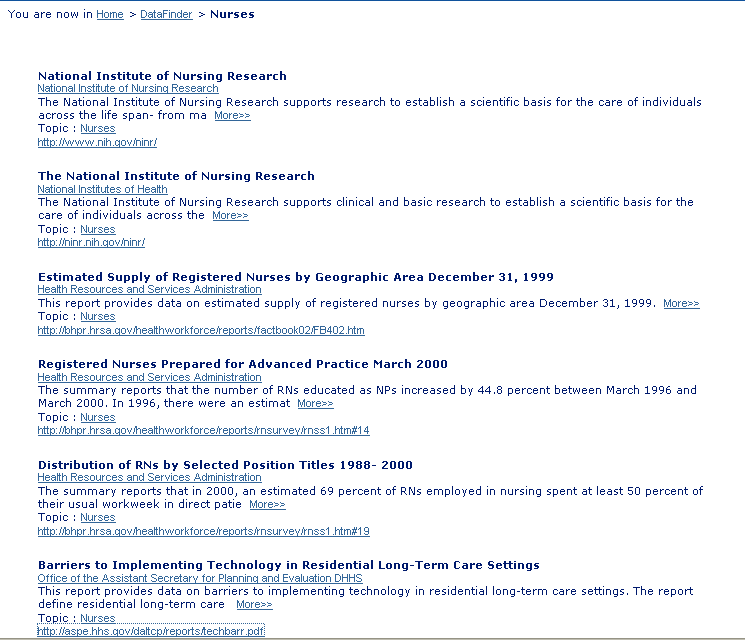 You are now in Home > DataFinder > Nurses
National Institute of Nursing Research
National Institute of Nursing Research
The National Institute of Nursing Research supports research to establish a scientific basis for the care of individuals
across the life span- from ma More>>
Topic : Nurses
http://www.nih.gov/ninr/
The National Institute of Nursing Research
National Institutes of Health
The National Institute of Nursing Research supports clinical and basic research to establish a scientific basis for the
care of individuals across the More>>
Topic : Nurses
http://ninr.nih.gov/ninr/
Estimated Supply of Registered Nurses by Geographic Area December 31, 1999
Health Resources and Services Administration
This report provides data on estimated supply of registered nurses by geographic area December 31, 1999. More>>
Topic : Nurses
http://bhpr.hrsa.gov/healthworkforce/reports/factbook02/FB402.htm
Registered Nurses Prepared for Advanced Practice March 2000
Health Resources and Services Administration
The summary reports that the number of RNs educated as NPs increased by 44.8 percent between March 1996 and
March 2000. In 1996, there were an estimat More>>
Topic : Nurses
http://bhpr.hrsa.gov/healthworkforce/reports/rnsurvey/rnss1.htm#14
Distribution of RNs by Selected Position Titles 1988- 2000
Health Resources and Services Administration
The summary reports that in 2000, an estimated 69 percent of RNs employed in nursing spent at least 50 percent of
their usual workweek in direct patie More>>
Topic : Nurses
http://bhpr.hrsa.gov/healthworkforce/reports/rnsurvey/rnss1.htm#19
Barriers to Implementing Technology in Residential Long-Term Care Settings
Office of the Assistant Secretary for Planning and Evaluation DHHS
This report provides data on barriers to implementing technology in residential long-term care settings. The report
define residential long-term care More>>
Topic : Nurses
http://aspe.hhs.gov/daltcp/reports/techbarr.pdf